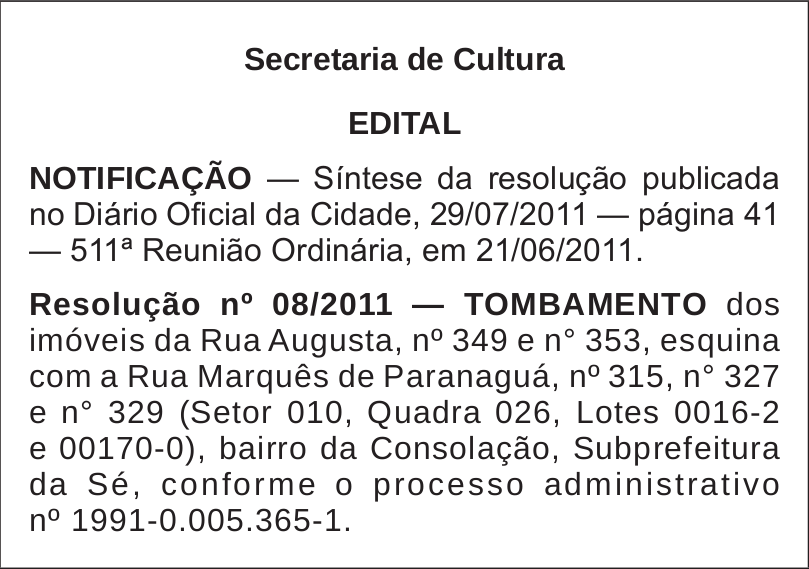 Secretaria de Cultura
EDITAL
NOTIFICAÇÃO — Síntese da resolução publicada
no Diário Oficial da Cidade, 29/07/2011 — página 41
— 511ª Reunião Ordinária, em 21/06/2011.
Resolução nº 08/2011 — TOMBAMENTO dos
imóveis da Rua Augusta, nº 349 e n° 353, esquina
com a Rua Marquês de Paranaguá, nº 315, n° 327
e n° 329 (Setor 010, Quadra 026, Lotes 0016-2
e 00170-0), bairro da Consolação, Subprefeitura
da Sé, conforme o processo administrativo
nº 1991-0.005.365-1.